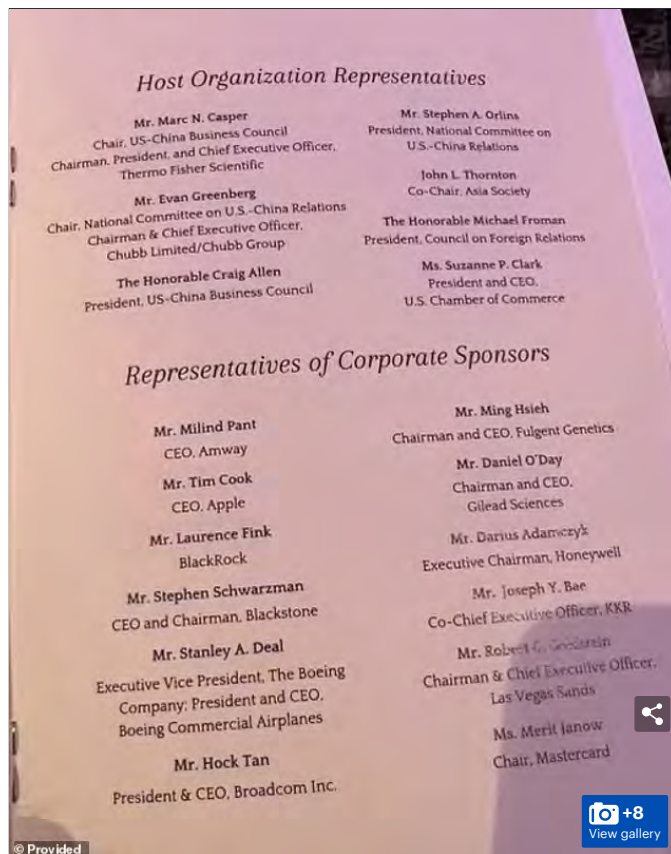 Host Organization Representatives
Mr. Marc N. Casper
Chair, US-China Business Council
Chairman, President, and Chief Executive Officer,
Thermo Fisher Scientific
Mr. Evan Greenberg
Chair, National Committee on U.S.-China Relations
Chairman & Chief Executive Officer,
Chubb Limited/Chubb Group
The Honorable Craig Allen
President, US-China Business Council
Mr. Stephen A. Orlins
President, National Committee on
U.S.-China Relations
John L. Thornton
Co-Chair, Asia Society
The Honorable Michael Froman
President, Council on Foreign Relations
Ms. Suzanne P. Clark
President and CEO,
U.S. Chamber of Commerce
Representatives of Corporate Sponsors
Mr. Milind Pant
CEO, Amway
Mr. Tim Cook
CEO, Apple
Mr. Laurence Fink
BlackRock
Mr. Stephen Schwarzman
CEO and Chairman, Blackstone
Mr. Stanley A. Deal
Executive Vice President, The Boeing
Company; President and CEO,
Boeing Commercial Airplanes
Mr. Hock Tan
President & CEO, Broadcom Inc.
Mr. Ming Hsieh
Chairman and CEO, Fulgent Genetics
Mr. Daniel O'Day
Chairman and CEO,
Gilead Sciences
Mr. Darius Adamczyk
Executive Chairman, Honeywell
Mr. Joseph Y. Bae
Co-Chief Executive Officer, KKR
Mr. Robert G.
Chairman & Chief Executive Officer,
Las Vegas Sands
Ms. Merit Janow
Chair, Mastercard
+8
View gallery
© Provided